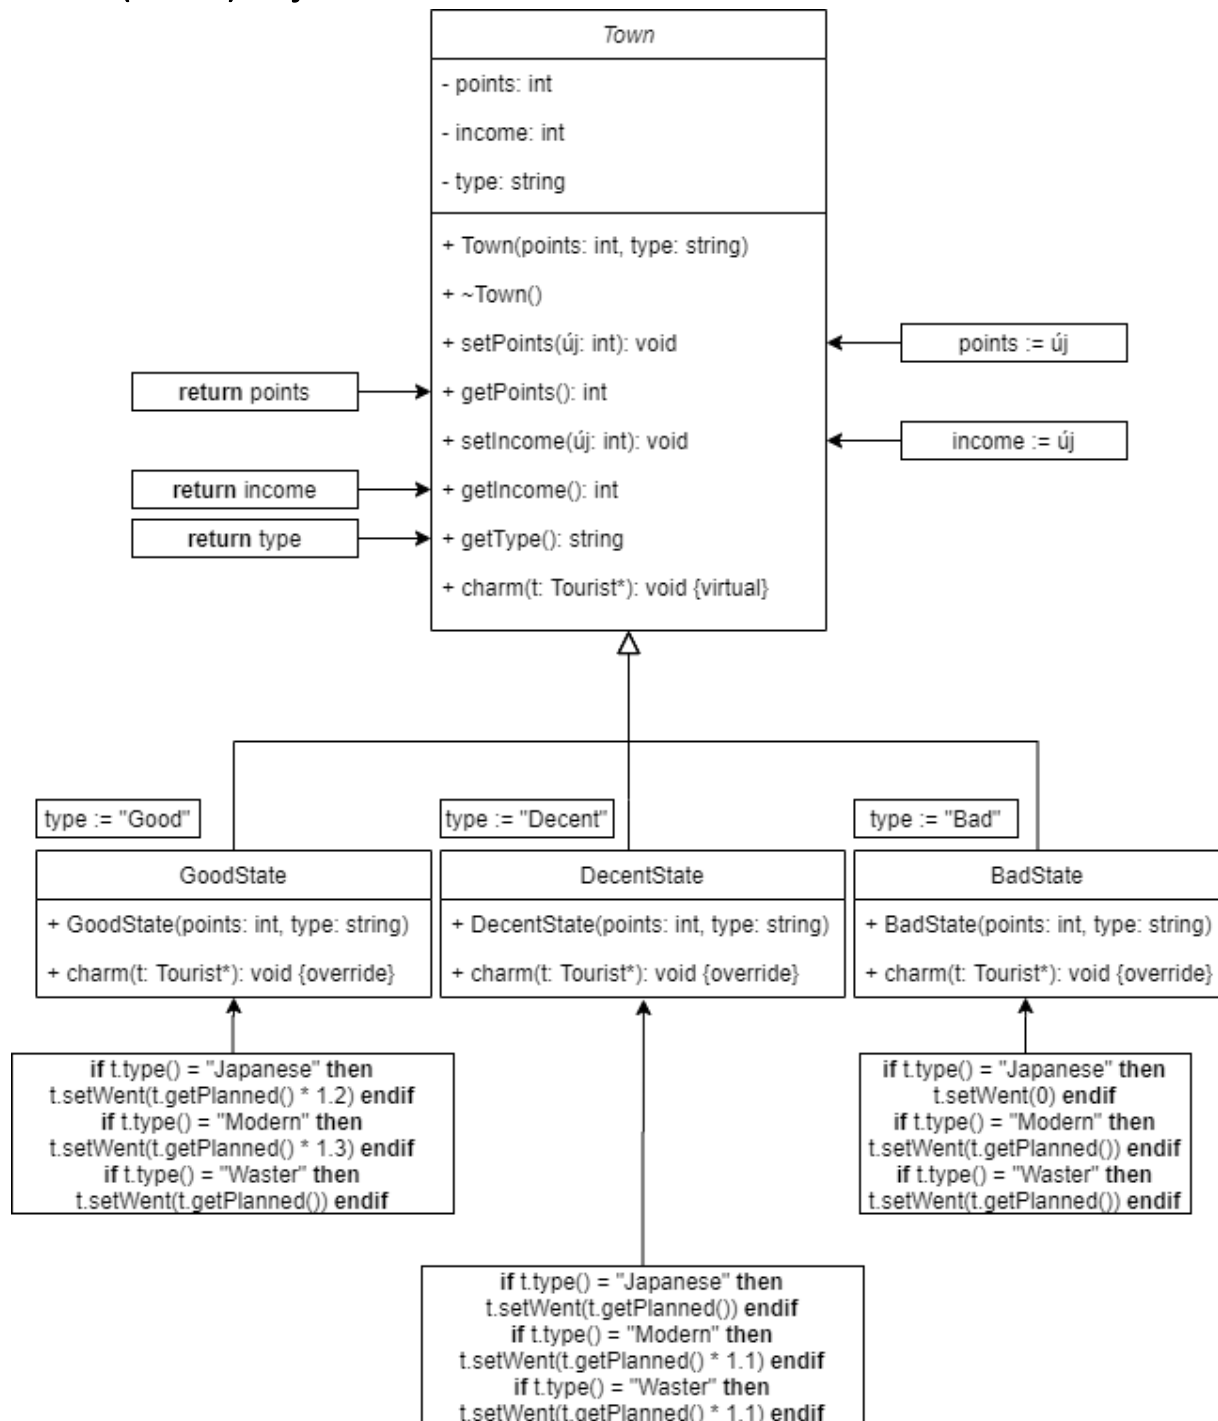 Town
- points: int
- income: int
- type: string
+ Town(points: int, type: string)
+ ~Town()
+ setPoints(új: int): void
points := új
return points
+ getPoints(): int
+ setIncome(új: int): void
income := új
return income
+ getIncome(): int
return type
+ getType(): string
+ charm(t: Tourist*): void {virtual}
type := "Good"
type := "Decent"
type := "Bad"
GoodState
+ GoodState(points: int, type: string)
+ charm(t: Tourist*): void {override}
DecentState
+ DecentState(points: int, type: string)
+ charm(t: Tourist*): void {override}
BadState
+ BadState(points: int, type: string)
+ charm(t: Tourist*): void {override}
if t.type() = "Japanese" then
t.setWent(t.getPlanned() * 1.2) endif
if t.type() = "Modern" then
t.setWent(t.getPlanned() * 1.3) endif
if t.type() = "Waster" then
t.setWent(t.getPlanned()) endif
if t.type() = "Japanese" then
t.setWent(0) endif
if t.type() = "Modern" then
t.setWent(t.getPlanned()) endif
if t.type() = "Waster" then
t.setWent(t.getPlanned()) endif
if t.type() = "Japanese" then
t.setWent(t.getPlanned()) endif
if t.type() = "Modern" then
t.setWent(t.getPlanned() * 1.1) endif
if t.type() = "Waster" then
t.setWent(t.getPlanned() * 1.1) endif